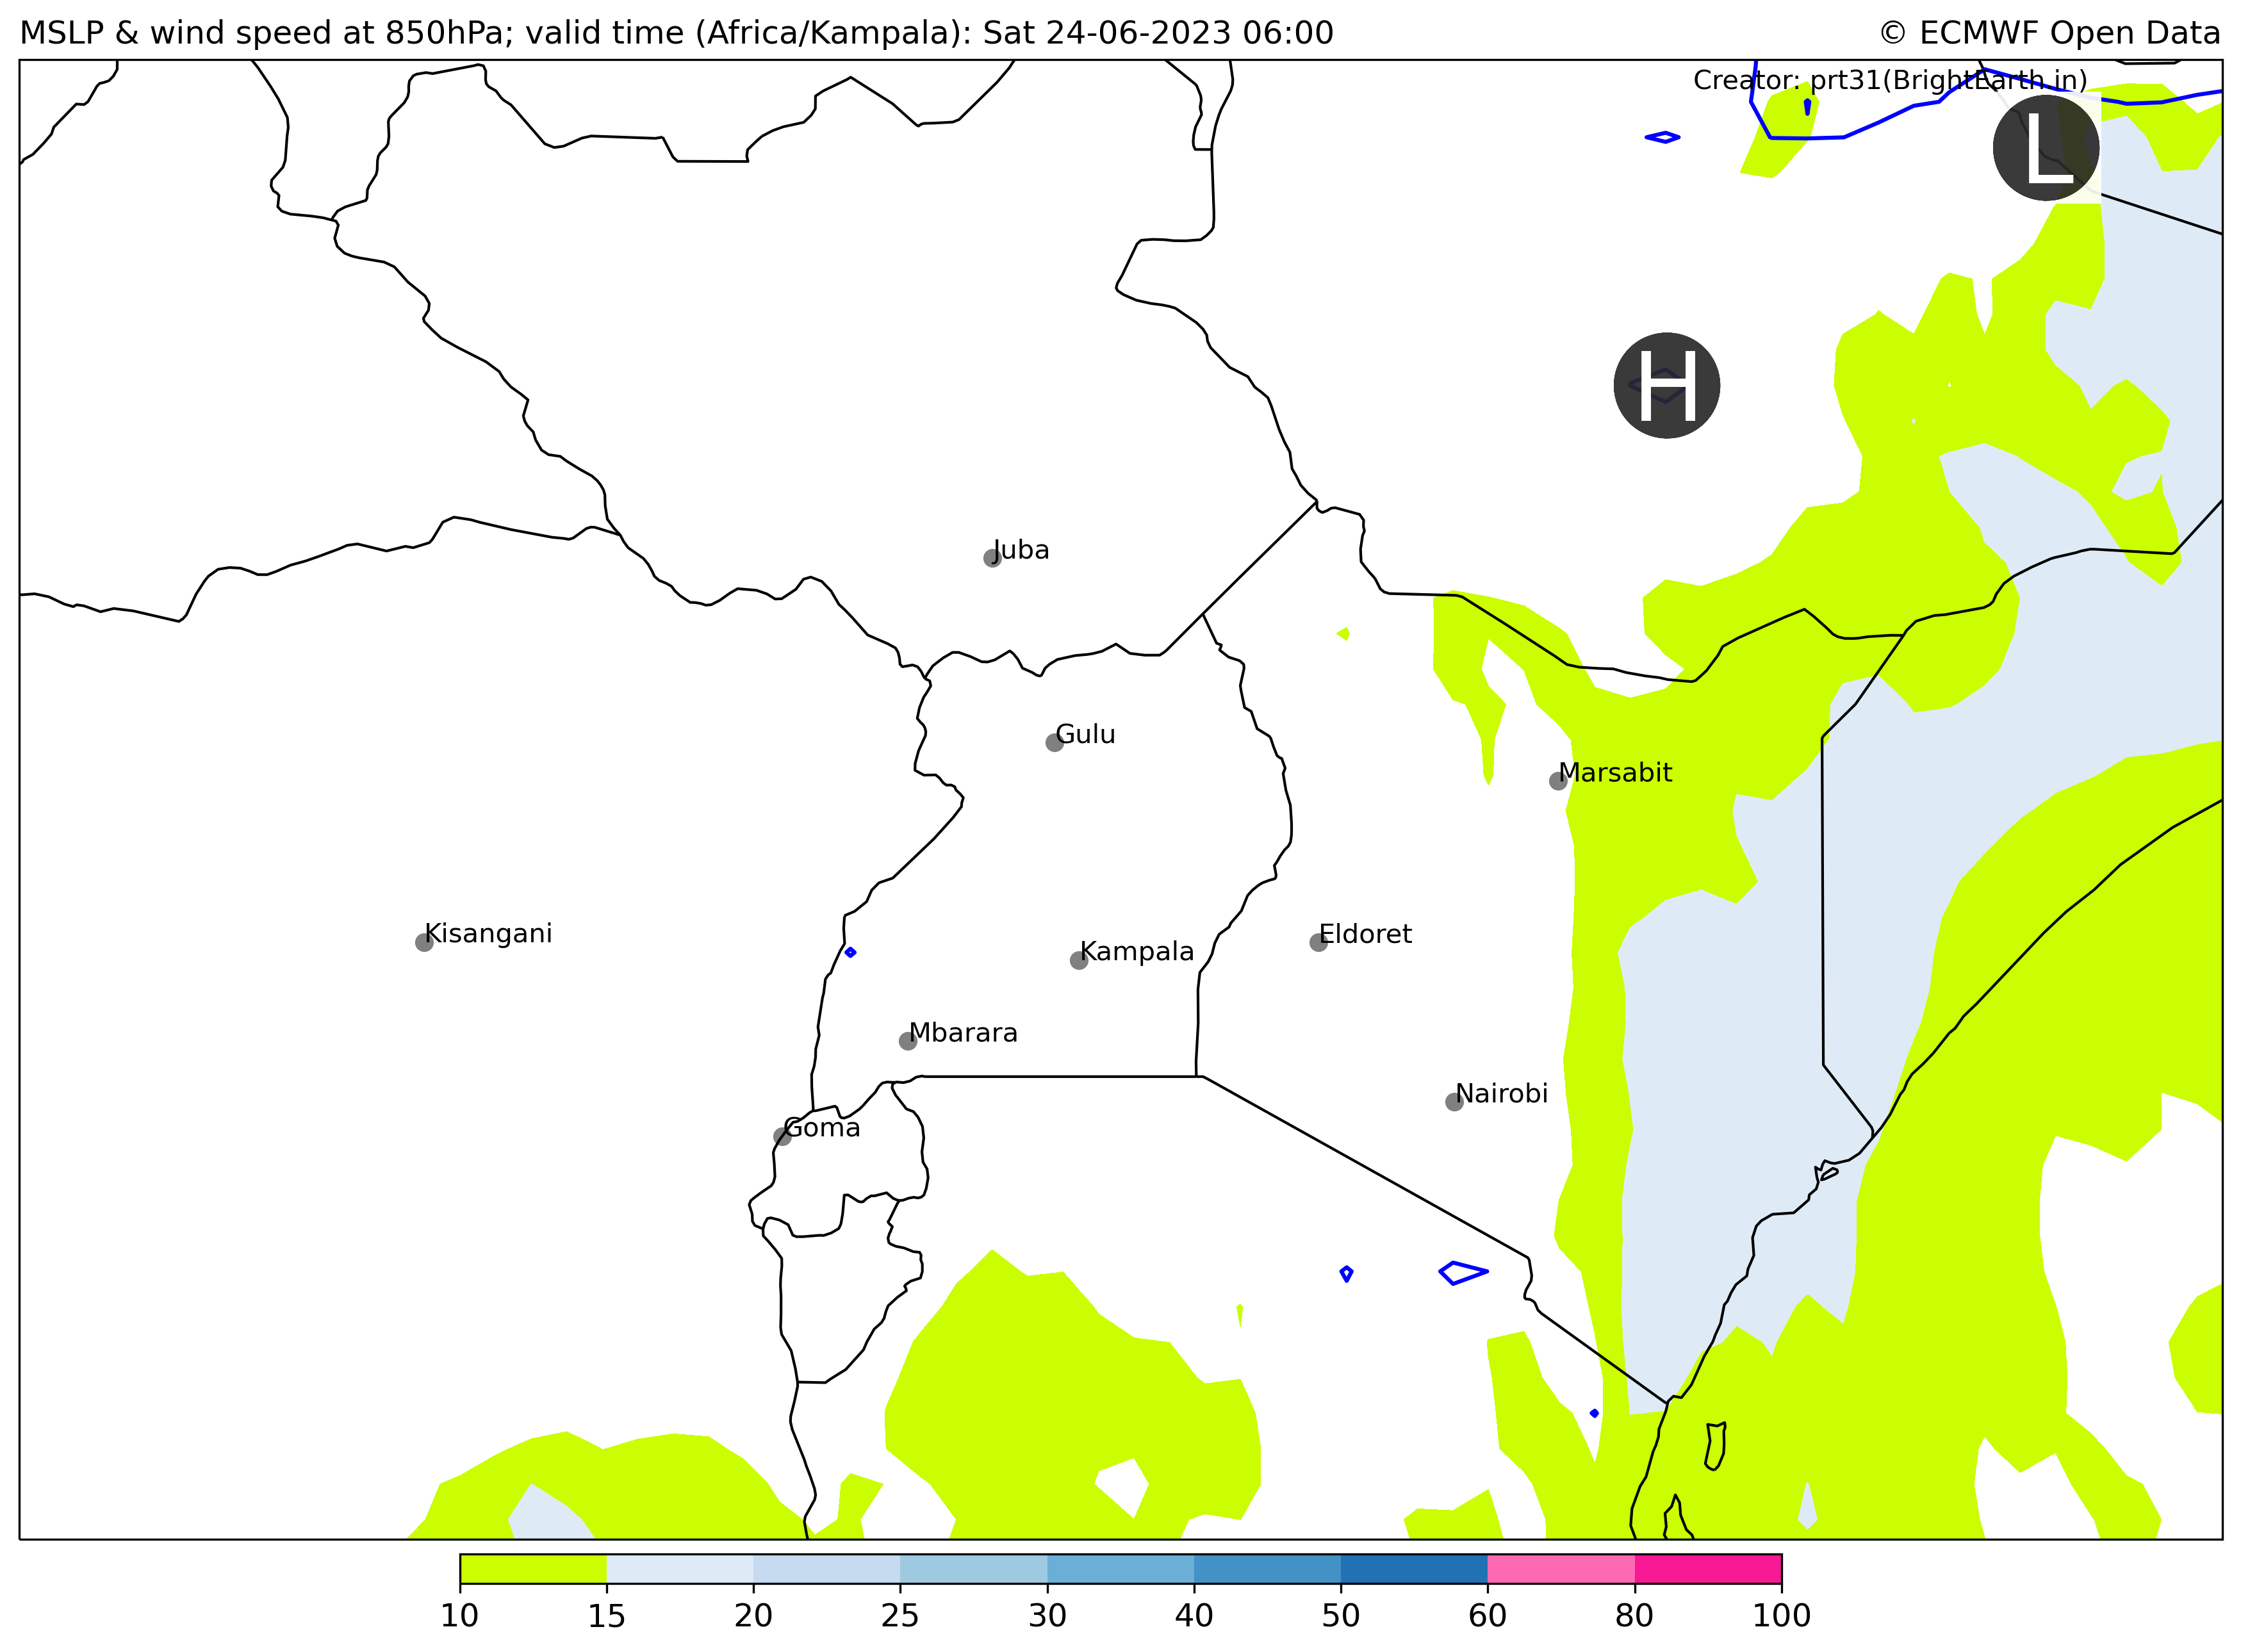 MSLP & wind speed at 850hPa; valid time (Africa/Kampala): Sat 24-06-2023 06:00
© ECMWF Open Data
Creator: prt31(BrightEarth.in)
L
H
Juba
Gulu
Marsabit
Kisangani
Eldoret
Kampala
Mbarara
Nairobi
Goma
10 15 20 25 30 40 50 60 80 100